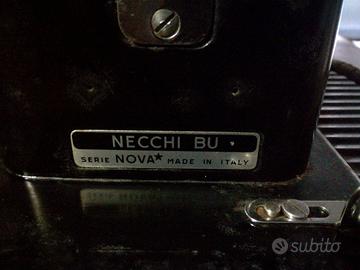 NECCHI BU
SERIE NOVA★ MADE IN ITALY
subito